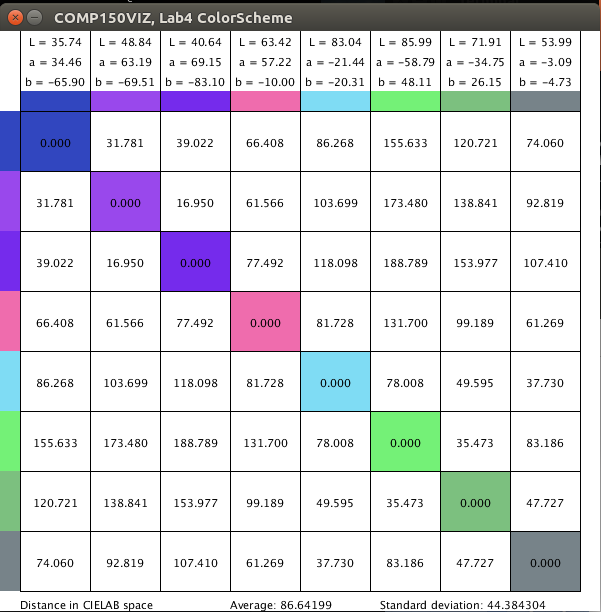 COMP150VIZ, Lab4 ColorScheme
L = 35.74 L = 48.84 L = 40.64 L = 63.42 L = 83.04 L = 85.99 L = 71.91 L = 53.99
a = 34.46 a = 63.19 a = 69.15 a = 57.22 a = −21.44 a = −58.79 a = −34.75 a = −3.09
b = −65.90 b = −69.51 b = −83.10 b = −10.00 b = −20.31 b = 48.11 b = 26.15 b = −4.73
0.000 31.781 39.022 66.408 86.268 155.633 120.721 74.060
31.781 0.000 16.950 61.566 103.699 173.480 138.841 92.819
39.022 16.950 0.000 77.492 118.098 188.789 153.977 107.410
66.408 61.566 77.492 0.000 81.728 131.700 99.189 61.269
86.268 103.699 118.098 81.728 0.000 78.008 49.595 37.730
155.633 173.480 188.789 131.700 78.008 0.000 35.473 83.186
120.721 138.841 153.977 99.189 49.595 35.473 0.000 47.727
74.060 92.819 107.410 61.269 37.730 83.186 47.727 0.000
Distance in CIELAB space Average: 86.64199 Standard deviation: 44.384304